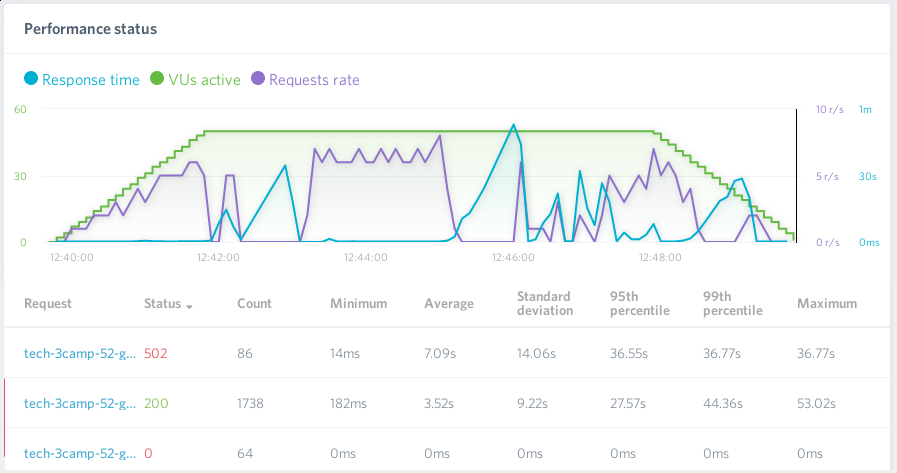 Performance status
Response time VUs active Requests rate
60 10 r/s 1m
30 5 r/s 30s
0 0 r/s 0ms
12:40:00 12:42:00 12:44:00 12:46:00 12:48:00
Request Status Count Minimum Average Standard deviation 95th percentile 99th percentile Maximum
tech-3camp-52-g... 502 86 14ms 7.09s 14.06s 36.55s 36.77s 36.77s
tech-3camp-52-g... 200 1738 182ms 3.52s 9.22s 27.57s 44.36s 53.02s
tech-3camp-52-g... 0 64 0ms 0ms 0ms 0ms 0ms 0ms